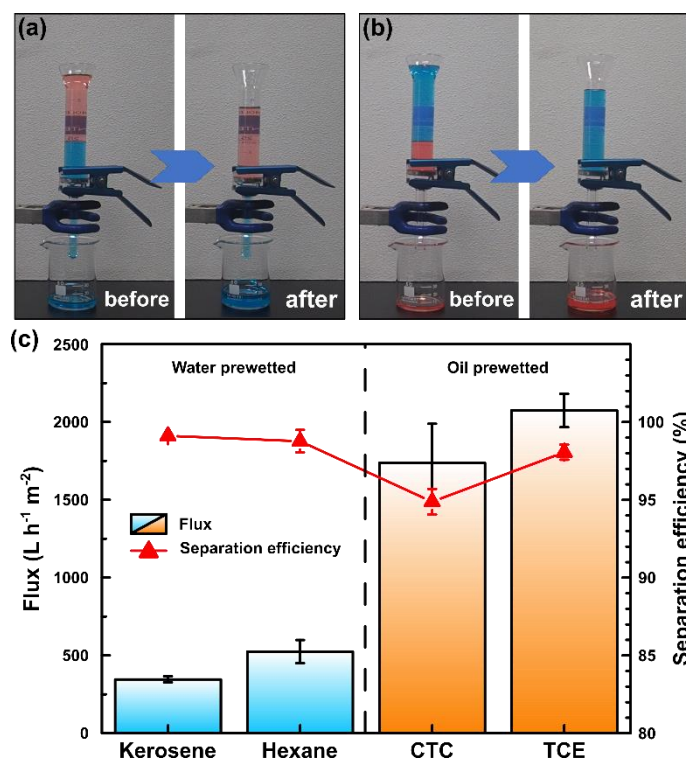 (a)
before
after
(b)
before
after
(c)
2500
2000
1500
1000
500
0
Flux (L h⁻¹ m⁻²)
Water prewetted
Oil prewetted
Flux
Separation efficiency
100
95
90
85
80
Separation efficiency (%)
Kerosene
Hexane
CTC
TCE